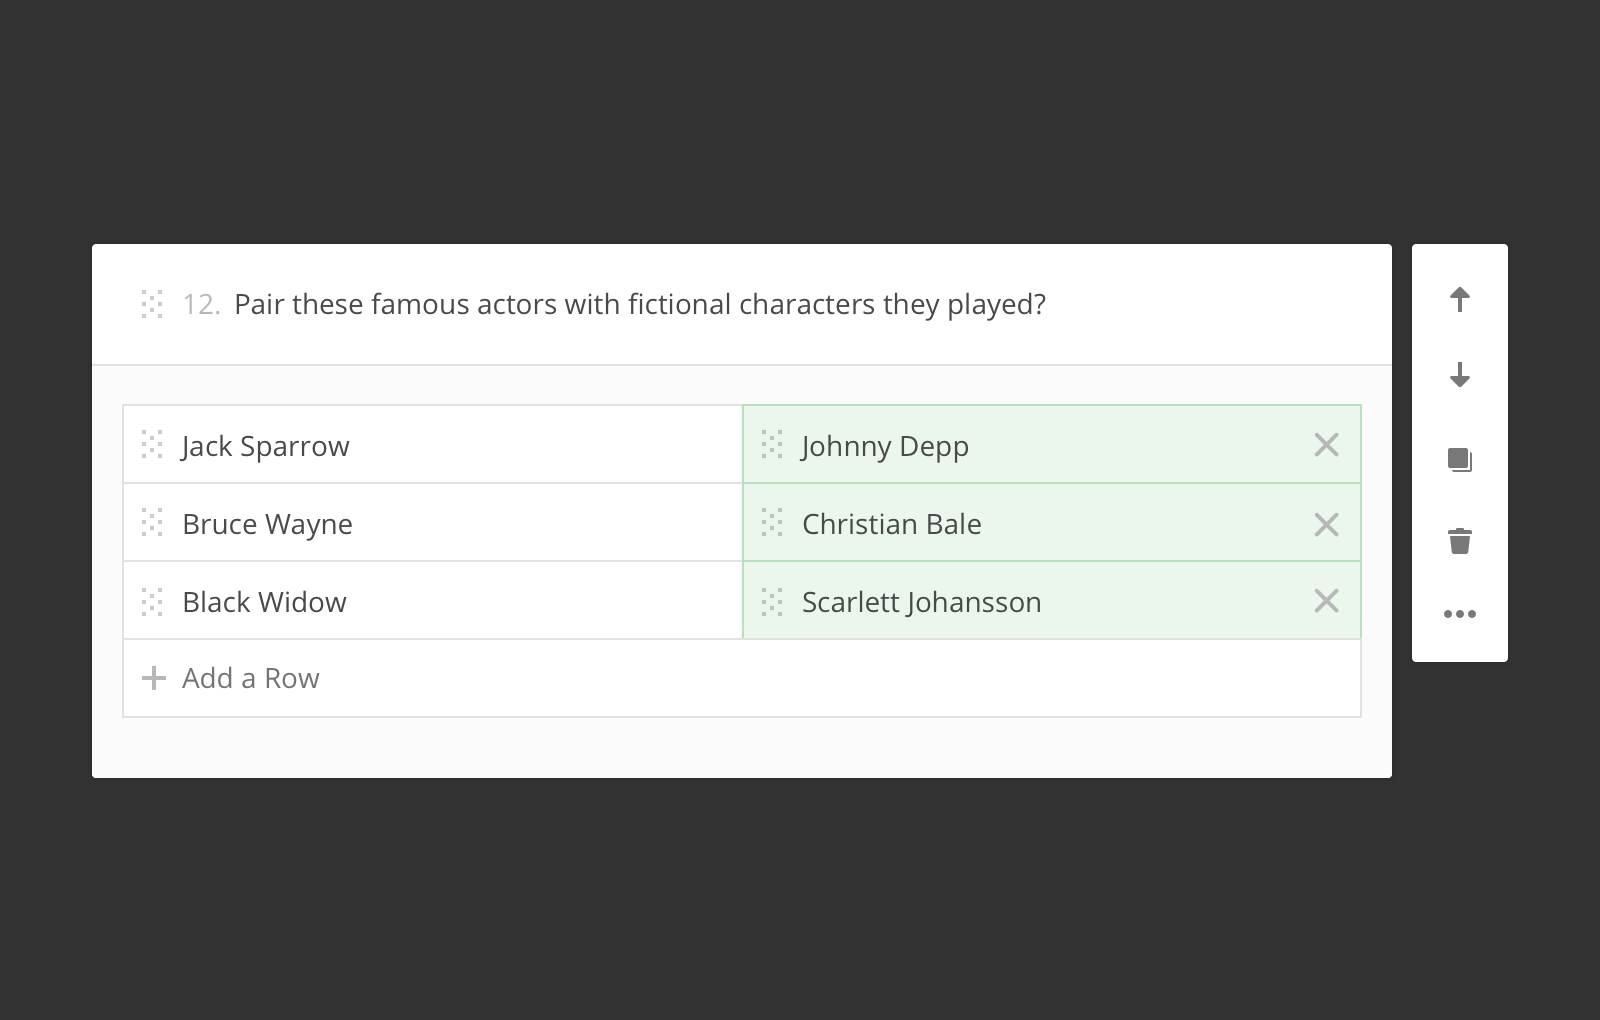 12. Pair these famous actors with fictional characters they played?
Jack Sparrow
Johnny Depp
Bruce Wayne
Christian Bale
Black Widow
Scarlett Johansson
Add a Row